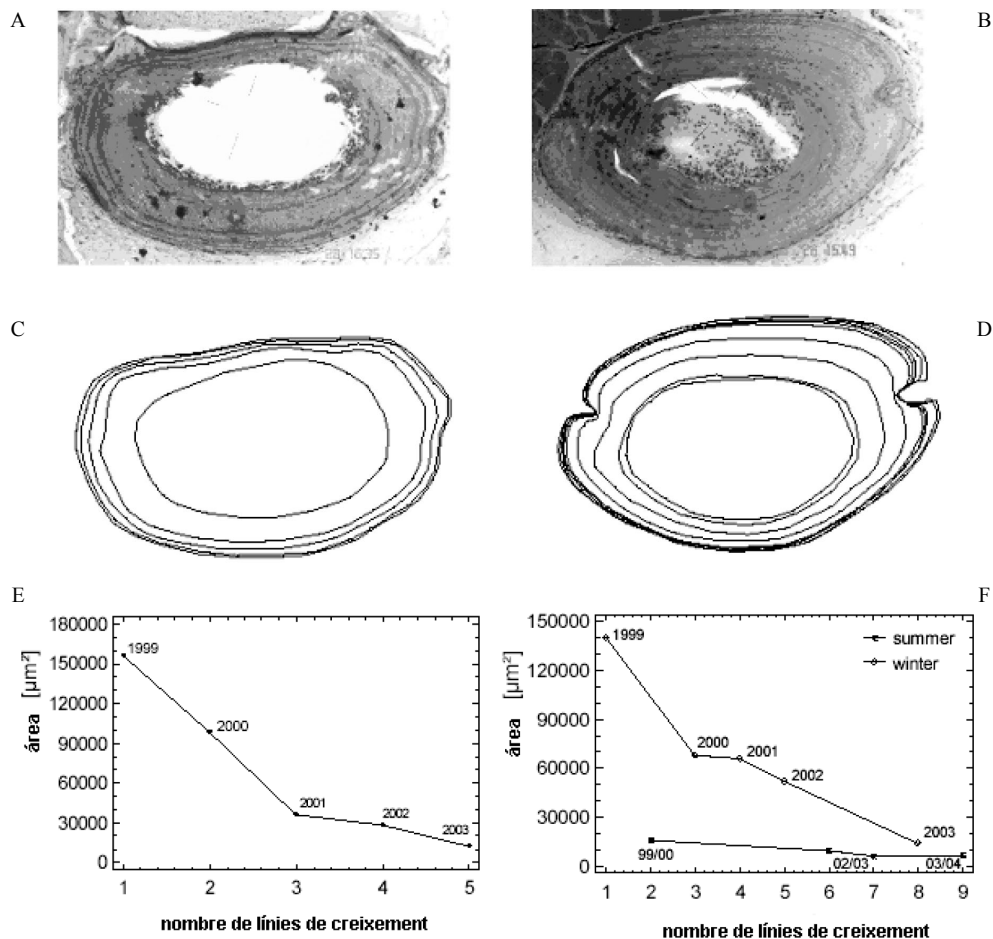 A
B
28 16:35
C
D
E
F
180000
150000
120000
90000
60000
30000
0
área [µm²]
1999
2000
2001
2002
2003
1 2 3 4 5
nombre de línies de creixement
150000
120000
90000
60000
30000
0
área [µm²]
summer
winter
1999
2000
2001
2002
2003
99/00
02/03
03/04
1 2 3 4 5 6 7 8 9
nombre de línies de creixement